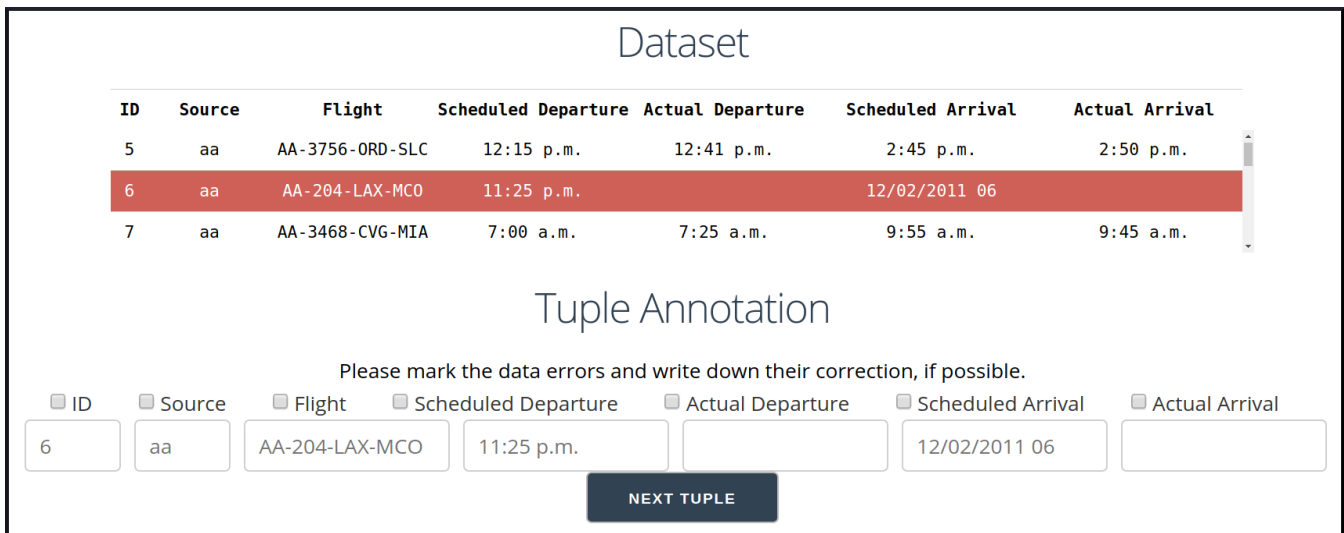 Dataset
ID Source Flight Scheduled Departure Actual Departure Scheduled Arrival Actual Arrival
5 aa AA-3756-ORD-SLC 12:15 p.m. 12:41 p.m. 2:45 p.m. 2:50 p.m.
6 aa AA-204-LAX-MCO 11:25 p.m. 12/02/2011 06
7 aa AA-3468-CVG-MIA 7:00 a.m. 7:25 a.m. 9:55 a.m. 9:45 a.m.
Tuple Annotation
Please mark the data errors and write down their correction, if possible.
ID Source Flight Scheduled Departure Actual Departure Scheduled Arrival Actual Arrival
6 aa AA-204-LAX-MCO 11:25 p.m. 12/02/2011 06
NEXT TUPLE